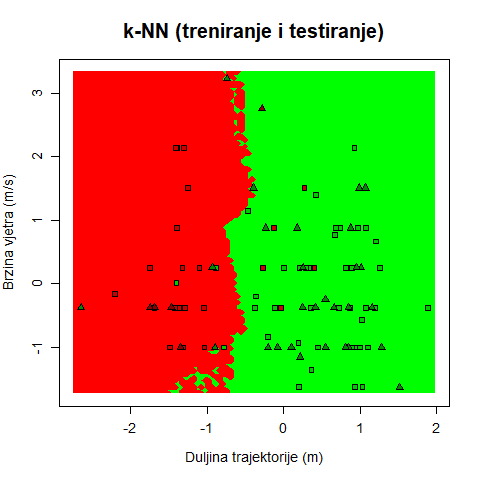 k-NN (treniranje i testiranje)
Brzina vjetra (m/s)
3
2
1
0
-1
-2 -1 0 1 2
Duljina trajektorije (m)